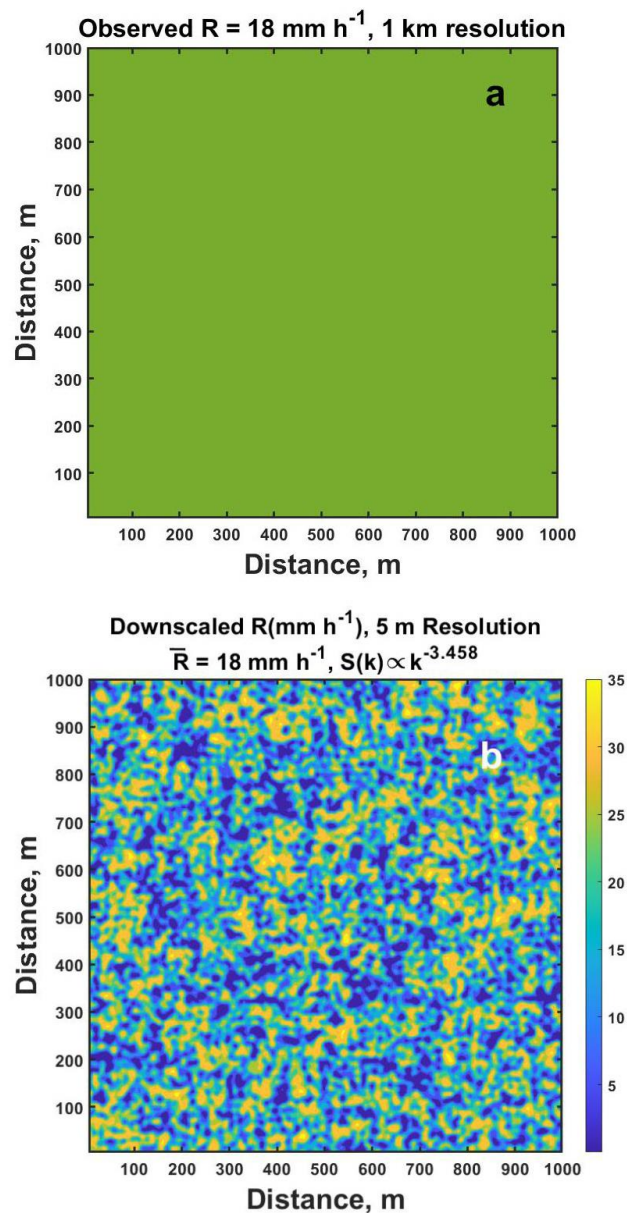 Observed R = 18 mm h⁻¹, 1 km resolution
1000
a
900
800
700
600
500
400
300
200
100
Distance, m
100 200 300 400 500 600 700 800 900 1000
Distance, m
Downscaled R(mm h⁻¹), 5 m Resolution
R̅ = 18 mm h⁻¹, S(k)∝k⁻³·⁴⁵⁸
1000
900
b
800
700
600
500
400
300
200
100
Distance, m
35
30
25
20
15
10
5
100 200 300 400 500 600 700 800 900 1000
Distance, m